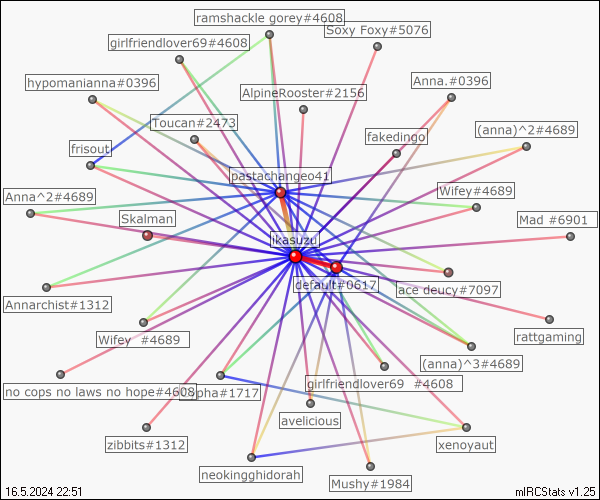 ramshackle gorey#4608
Soxy Foxy#5076
girlfriendlover69#4608
hypomanianna#0396
AlpineRooster#2156
Anna.#0396
Toucan#2473
fakedingo
(anna)^2#4689
frisout
pastachangeo41
Anna^2#4689
Wifey#4689
Skalman
Mad #6901
ikasuzu
default#0617
ace deucy#7097
Annarchist#1312
rattgaming
Wifey #4689
(anna)^3#4689
no cops no laws no hope#4608
pha#1717
girlfriendlover69 #4608
avelicious
zibbits#1312
xenoyaut
neokingghidorah
Mushy#1984
16.5.2024 22:51
mIRCStats v1.25